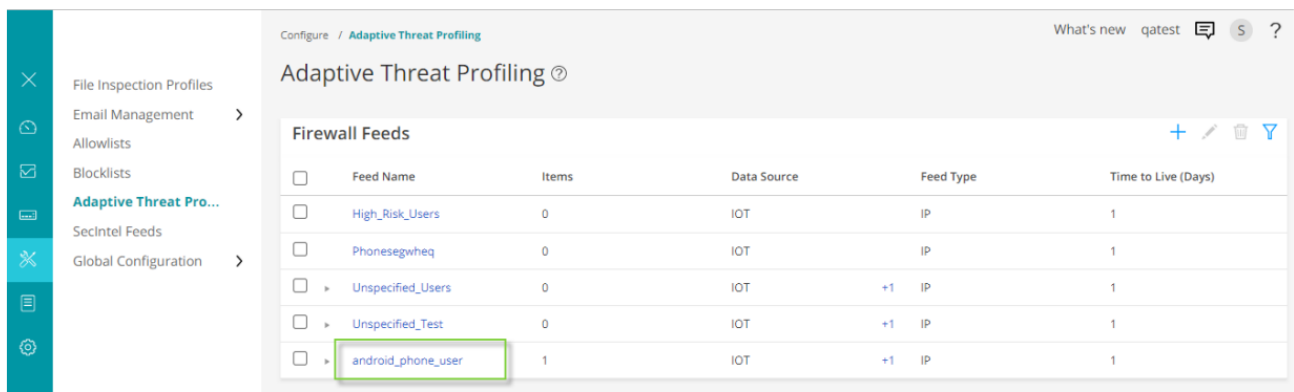 Configure / Adaptive Threat Profiling
What's new qatest S ?
Adaptive Threat Profiling ?
File Inspection Profiles
Email Management >
Allowlists
Blocklists
Adaptive Threat Pro...
SecIntel Feeds
Global Configuration >
Firewall Feeds
Feed Name Items Data Source Feed Type Time to Live (Days)
High_Risk_Users 0 IOT IP 1
Phonesegwheq 0 IOT IP 1
Unspecified_Users 0 IOT +1 IP 1
Unspecified_Test 0 IOT +1 IP 1
android_phone_user 1 IOT +1 IP 1